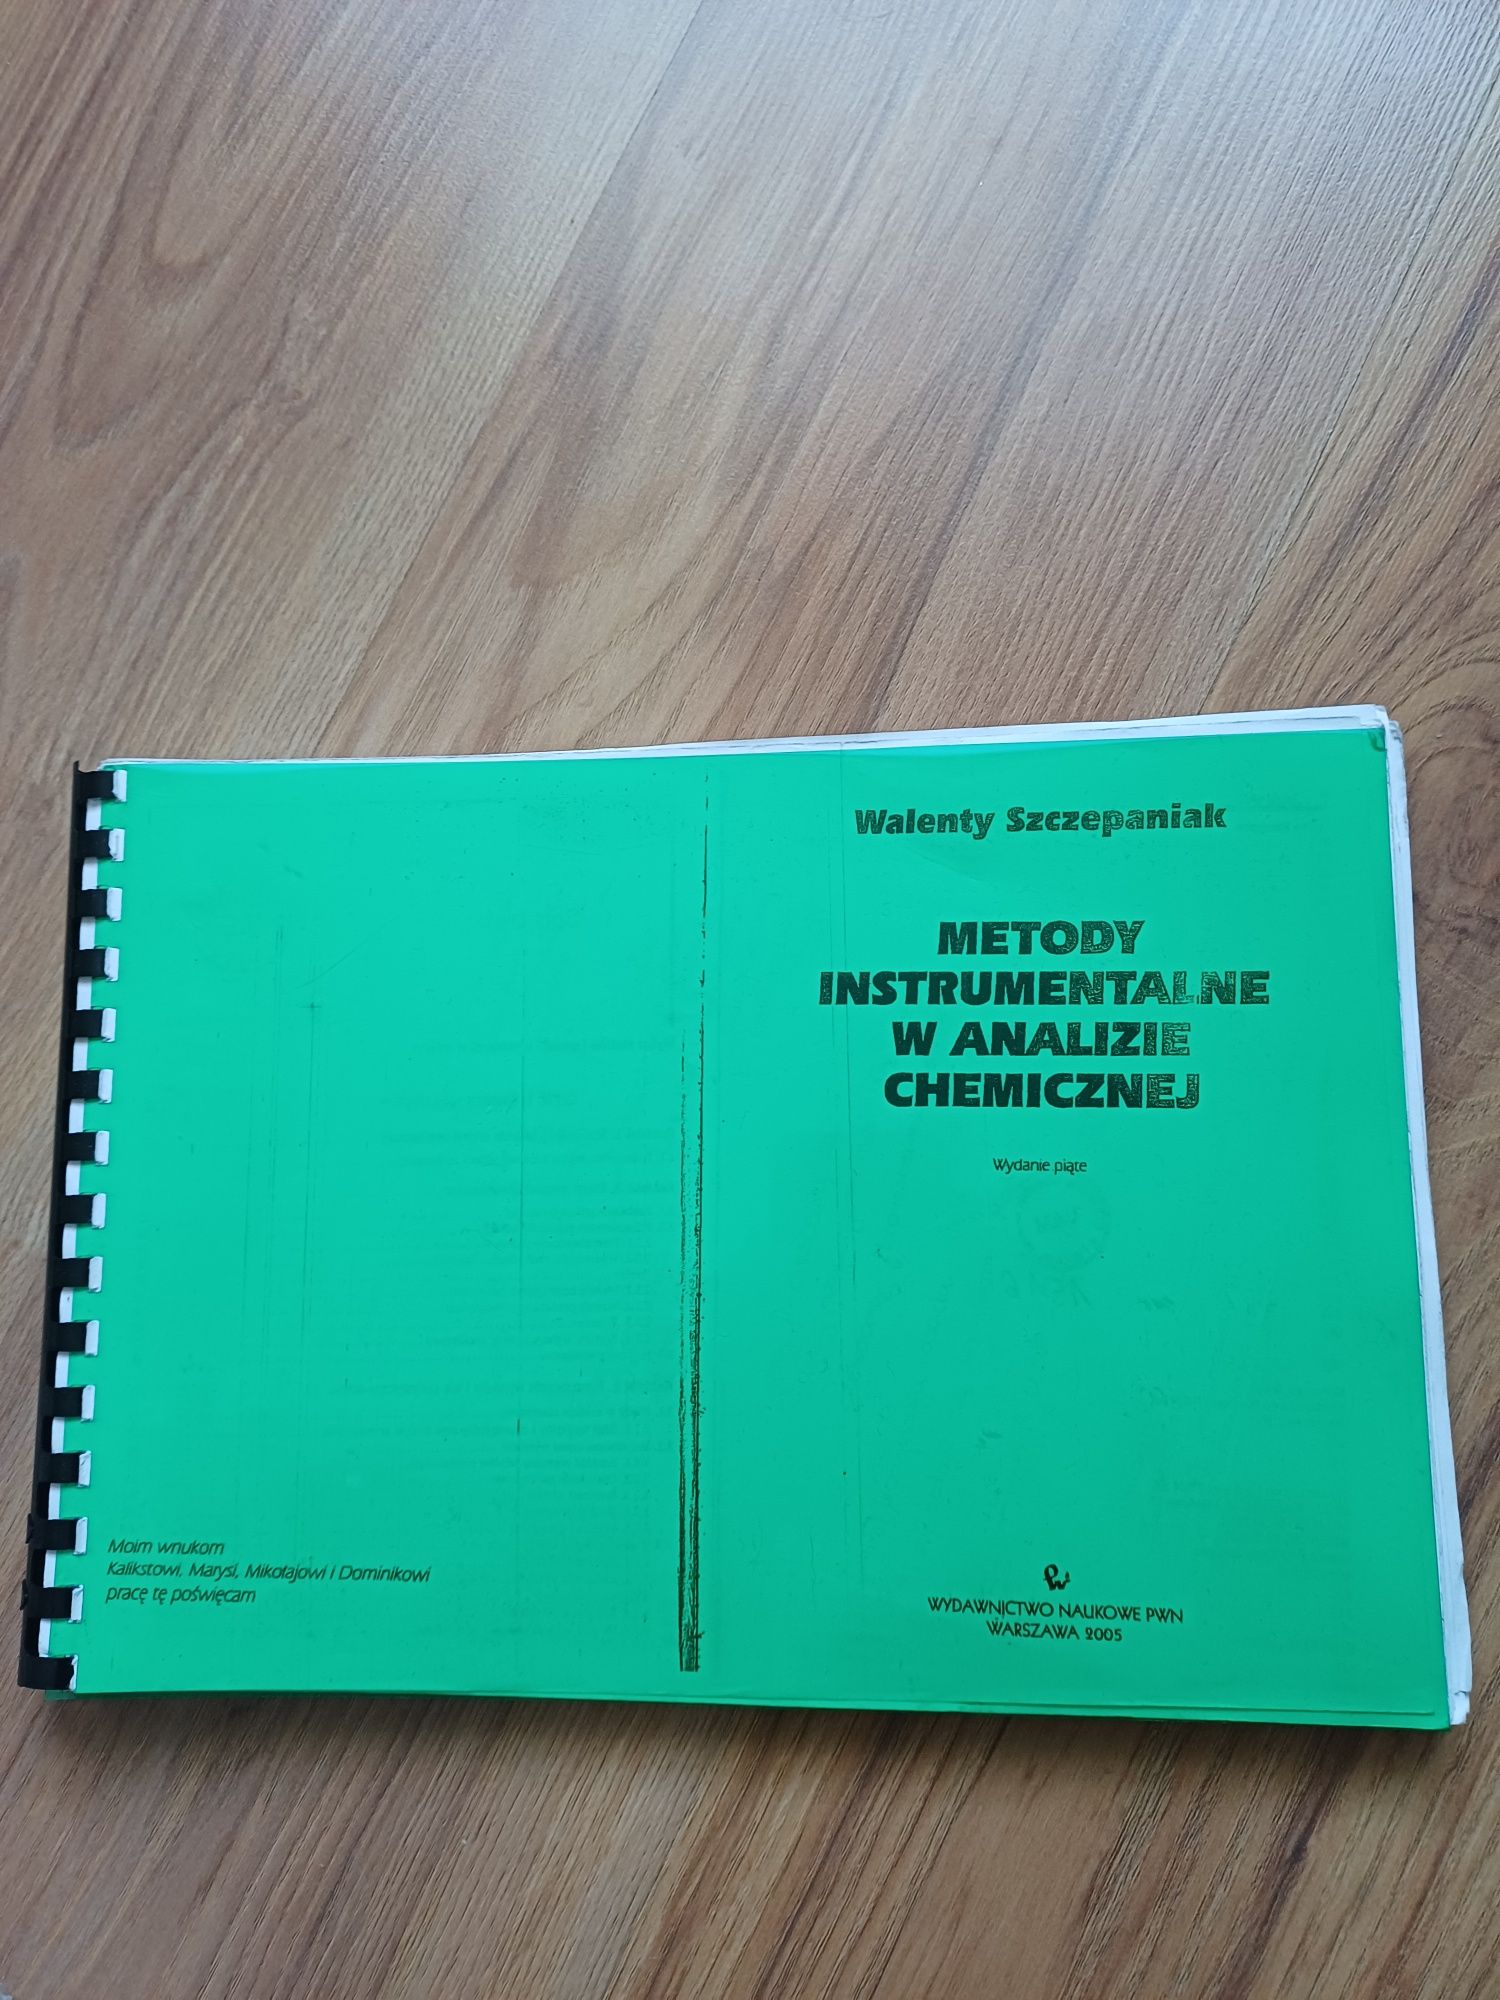 Moim wnukom
Kalikstowi, Marysi, Mikołajowi i Dominikowi
pracę tę poświęcam
Walenty Szczepaniak
METODY
INSTRUMENTALNE
W ANALIZIE
CHEMICZNEJ
Wydanie piąte
WYDAWNICTWO NAUKOWE PWN
WARSZAWA 2005